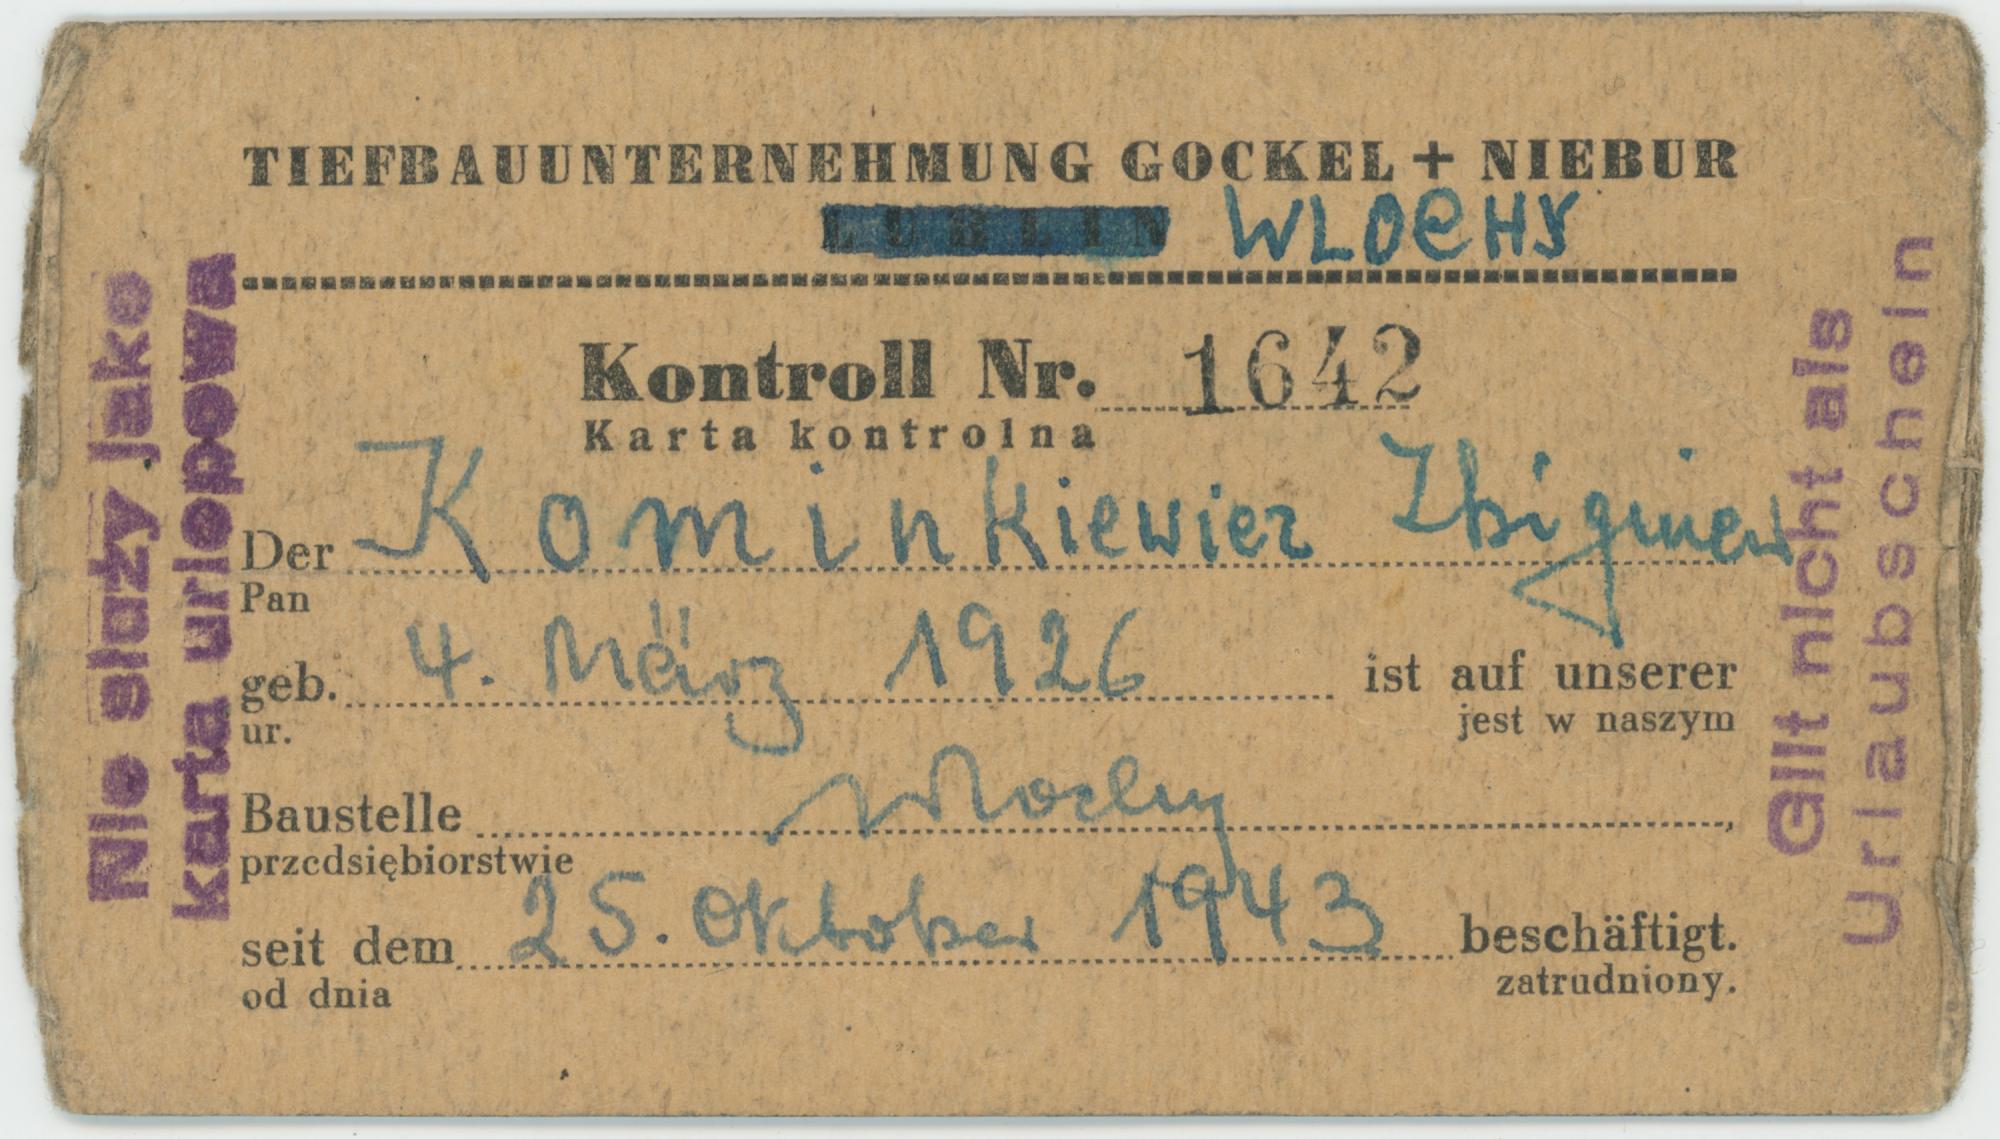 TIEFBAUUNTERNEHMUNG GOCKEL + NIEBUR
LUBLIN WLOCHY
Kontroll Nr. 1642
Karta kontrolna
Der Kominkiewicz Zbigniew
Pan
geb. 4. März 1926 ist auf unserer
ur. jest w naszym
Baustelle Wlochy,
przedsiębiorstwie
seit dem 25. Oktober 1943 beschäftigt.
od dnia zatrudniony.
Nie służy jako
karta urlopowa
Gilt nicht als
Urlaubschein